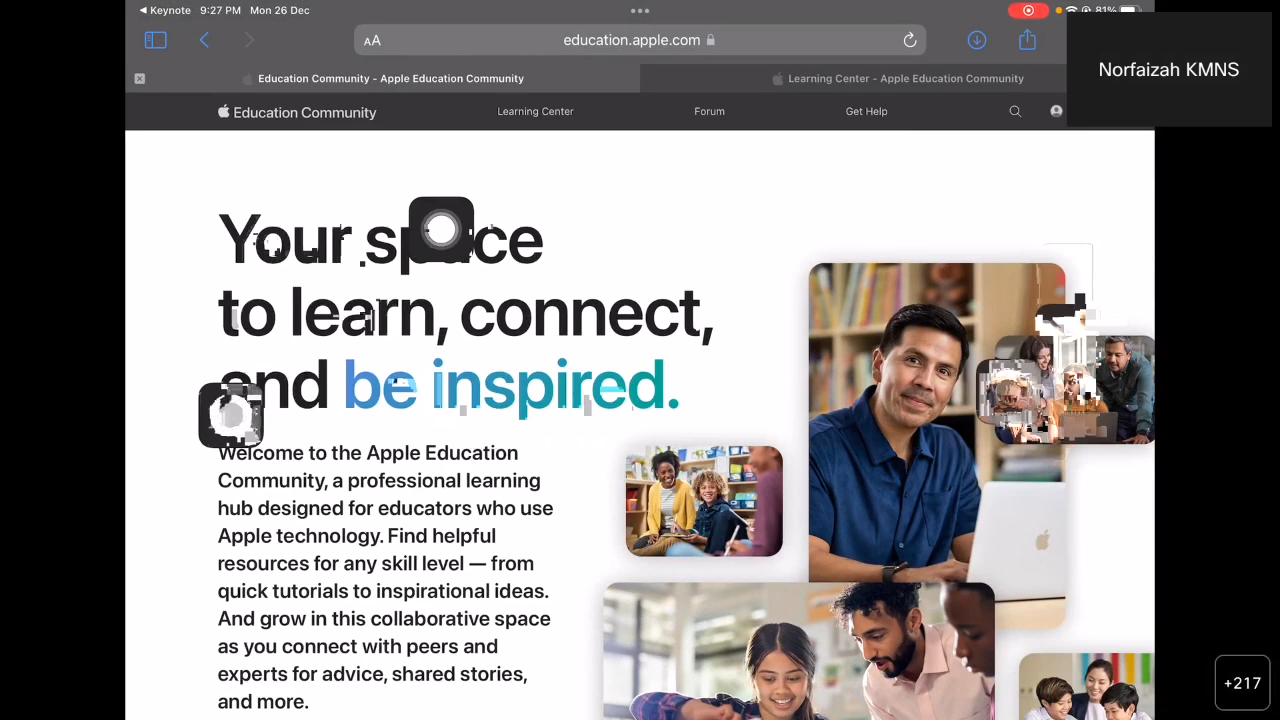 Keynote 9:27 PM Mon 26 Dec
81%
AA education.apple.com
Norfaizah KMNS
Education Community - Apple Education Community
Learning Center - Apple Education Community
Education Community Learning Center Forum Get Help
Your space
to learn, connect,
and be inspired.
Welcome to the Apple Education
Community, a professional learning
hub designed for educators who use
Apple technology. Find helpful
resources for any skill level — from
quick tutorials to inspirational ideas.
And grow in this collaborative space
as you connect with peers and
experts for advice, shared stories,
and more.
+217